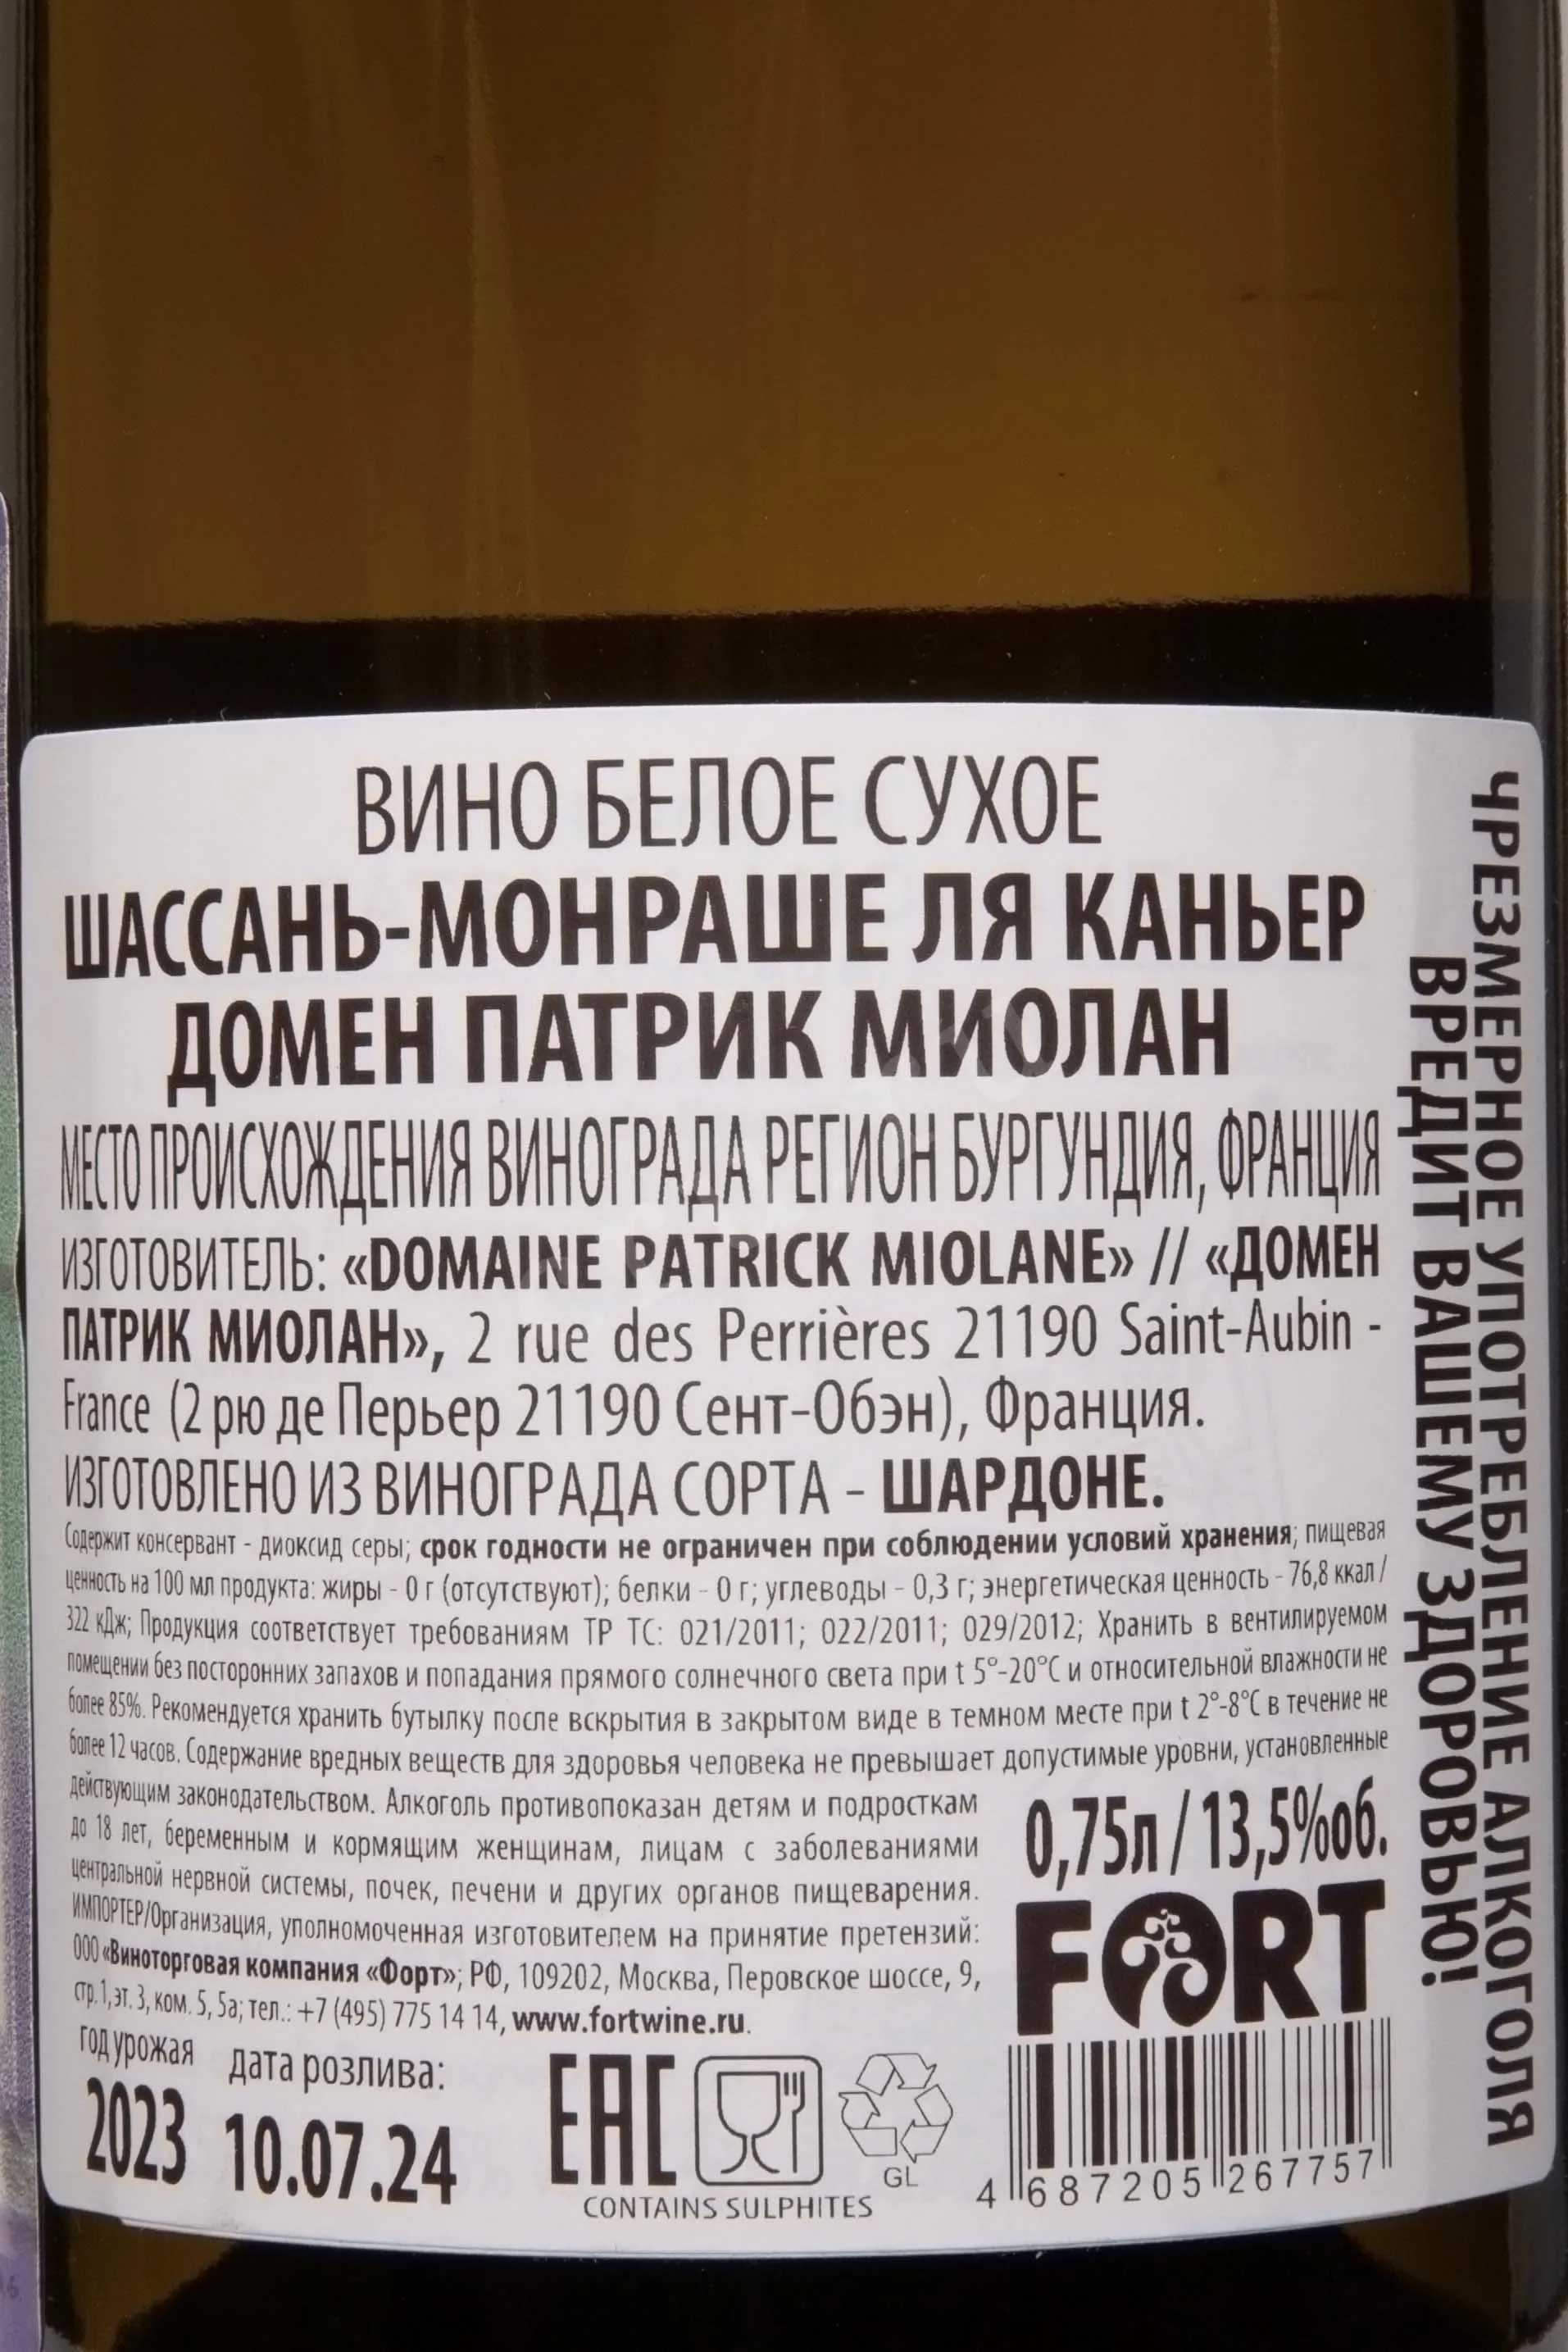 ВИНО БЕЛОЕ СУХОЕ
ШАССАНЬ-МОНРАШЕ ЛЯ КАНЬЕР
ДОМЕН ПАТРИК МИОЛАН
МЕСТО ПРОИСХОЖДЕНИЯ ВИНОГРАДА РЕГИОН БУРГУНДИЯ, ФРАНЦИЯ
ИЗГОТОВИТЕЛЬ: «DOMAINE PATRICK MIOLANE» // «ДОМЕН
ПАТРИК МИОЛАН», 2 rue des Perrières 21190 Saint-Aubin -
France (2 рю де Перьер 21190 Сент-Обэн), Франция.
ИЗГОТОВЛЕНО ИЗ ВИНОГРАДА СОРТА - ШАРДОНЕ.
Содержит консервант - диоксид серы; срок годности не ограничен при соблюдении условий хранения; пищевая
ценность на 100 мл продукта: жиры - 0 г (отсутствуют); белки - 0 г; углеводы - 0,3 г; энергетическая ценность - 76,8 ккал /
322 кДж; Продукция соответствует требованиям ТР ТС: 021/2011; 022/2011; 029/2012; Хранить в вентилируемом
помещении без посторонних запахов и попадания прямого солнечного света при t 5°-20°С и относительной влажности не
более 85%. Рекомендуется хранить бутылку после вскрытия в закрытом виде в темном месте при t 2°-8°С в течение не
более 12 часов. Содержание вредных веществ для здоровья человека не превышает допустимые уровни, установленные
действующим законодательством. Алкоголь противопоказан детям и подросткам
до 18 лет, беременным и кормящим женщинам, лицам с заболеваниями
центральной нервной системы, почек, печени и других органов пищеварения.
ИМПОРТЕР/Организация, уполномоченная изготовителем на принятие претензий:
ООО «Виноторговая компания «Форт»; РФ, 109202, Москва, Перовское шоссе, 9,
стр. 1, эт. 3, ком. 5, 5а; тел.: +7 (495) 775 14 14, www.fortwine.ru.
0,75л / 13,5%об.
FORT
год урожая
2023
дата розлива:
10.07.24
EAC
GL
CONTAINS SULPHITES
4 687205 267757
ЧРЕЗМЕРНОЕ УПОТРЕБЛЕНИЕ АЛКОГОЛЯ
ВРЕДИТ ВАШЕМУ ЗДОРОВЬЮ!